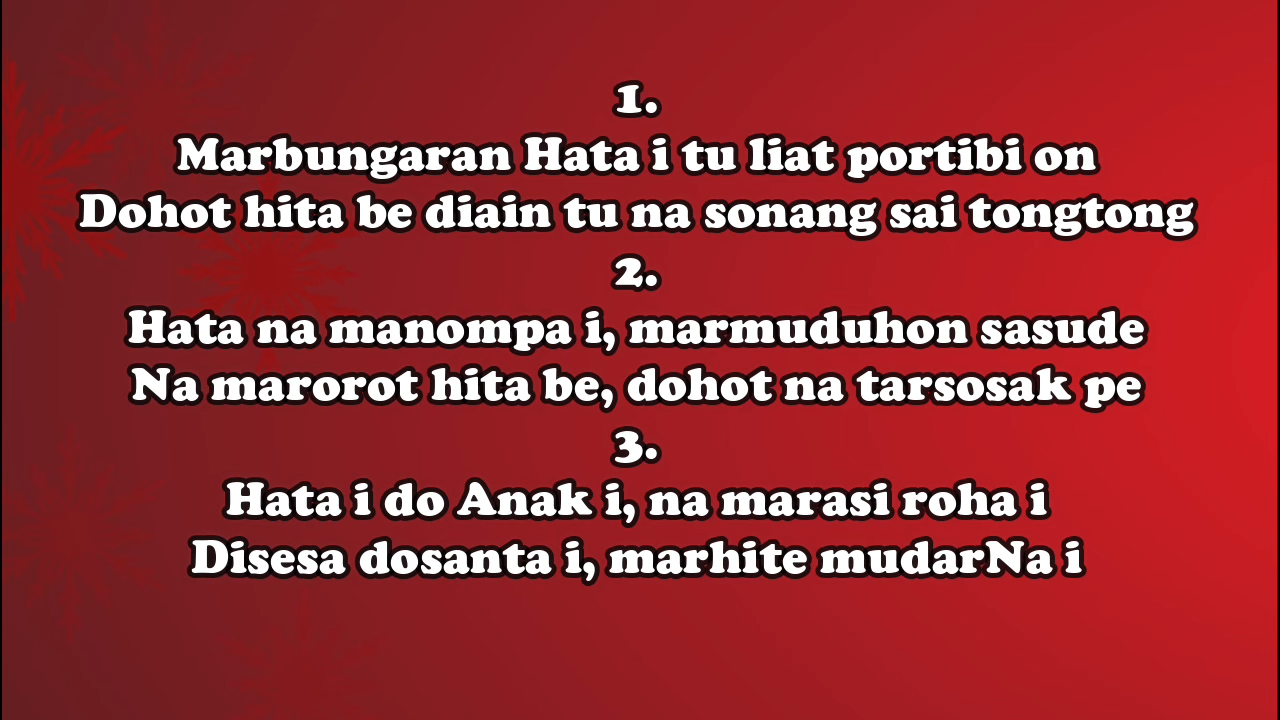 1.
Marbungaran Hata i tu liat portibi on
Dohot hita be diain tu na sonang sai tongtong
2.
Hata na manompa i, marmuduhon sasude
Na marorot hita be, dohot na tarsosak pe
3.
Hata i do Anak i, na marasi roha i
Disesa dosanta i, marhite mudarNa i